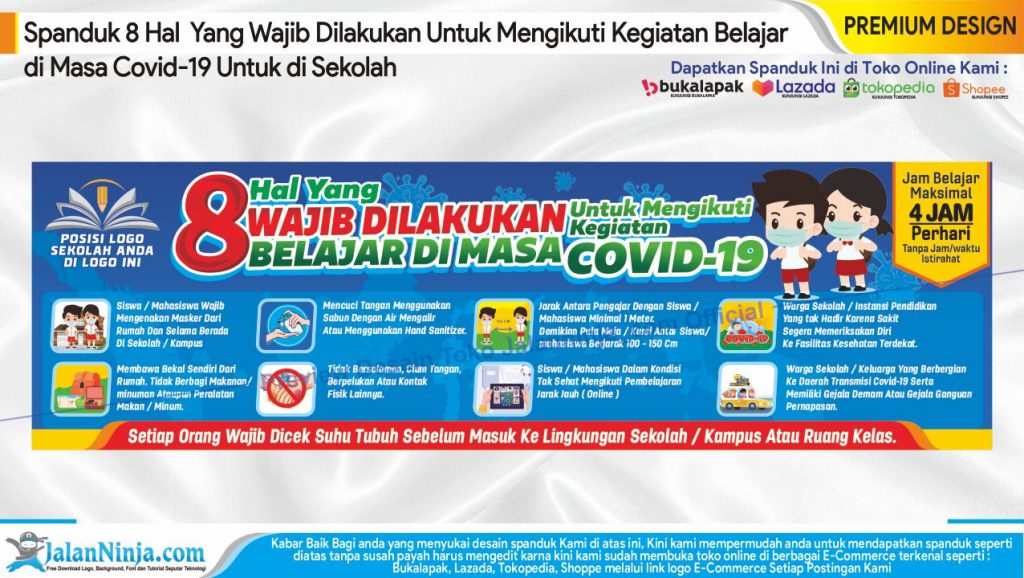 Spanduk 8 Hal Yang Wajib Dilakukan Untuk Mengikuti Kegiatan Belajar
di Masa Covid-19 Untuk di Sekolah
PREMIUM DESIGN
Dapatkan Spanduk Ini di Toko Online Kami :
bukalapak
KUNJUNGI BUKALAPAK
Lazada
KUNJUNGI LAZADA
tokopedia
KUNJUNGI TOKOPEDIA
Shopee
KUNJUNGI SHOPEE
POSISI LOGO
SEKOLAH ANDA
DI LOGO INI
8
Hal Yang
WAJIB DILAKUKAN
BELAJAR DI MASA
Untuk Mengikuti
Kegiatan
COVID-19
Jam Belajar
Maksimal
4 JAM
Perhari
Tanpa Jam/waktu
Istirahat
Siswa / Mahasiswa Wajib
Mengenakan Masker Dari
Rumah Dan Selama Berada
Di Sekolah / Kampus
Mencuci Tangan Menggunakan
Sabun Dengan Air Mengalir
Atau Menggunakan Hand Sanitizer.
Jarak Antara Pengajar Dengan Siswa /
Mahasiswa Minimal 1 Meter.
Demikian Pula Meja / Kursi Antar Siswa/
mahasiswa Berjarak 100 - 150 Cm
COVID-19
Warga Sekolah / Instansi Pendidikan
Yang tak Hadir Karena Sakit
Segera Memeriksakan Diri
Ke Fasilitas Kesehatan Terdekat.
Membawa Bekal Sendiri Dari
Rumah. Tidak Berbagi Makanan/
minuman Ataupun Peralatan
Makan / Minum.
Tidak Bersalaman, Cium Tangan,
Berpelukan Atau Kontak
Fisik Lainnya.
Siswa / Mahasiswa Dalam Kondisi
Tak Sehat Mengikuti Pembelajaran
Jarak Jauh ( Online )
Warga Sekolah / Keluarga Yang Berbergian
Ke Daerah Transmisi Covid-19 Serta
Memiliki Gejala Demam Atau Gejala Ganguan
Pernapasan.
Setiap Orang Wajib Dicek Suhu Tubuh Sebelum Masuk Ke Lingkungan Sekolah / Kampus Atau Ruang Kelas.
JalanNinja.com
Free Download Logo, Background, Font dan Tutorial Seputar Teknologi
Kabar Baik Bagi anda yang menyukai desain spanduk Kami di atas ini, Kini kami mempermudah anda untuk mendapatkan spanduk seperti
diatas tanpa susah payah harus mengedit karna kini kami sudah membuka toko online di berbagai E-Commerce terkenal seperti :
Bukalapak, Lazada, Tokopedia, Shoppe melalui link logo E-Commerce Setiap Postingan Kami